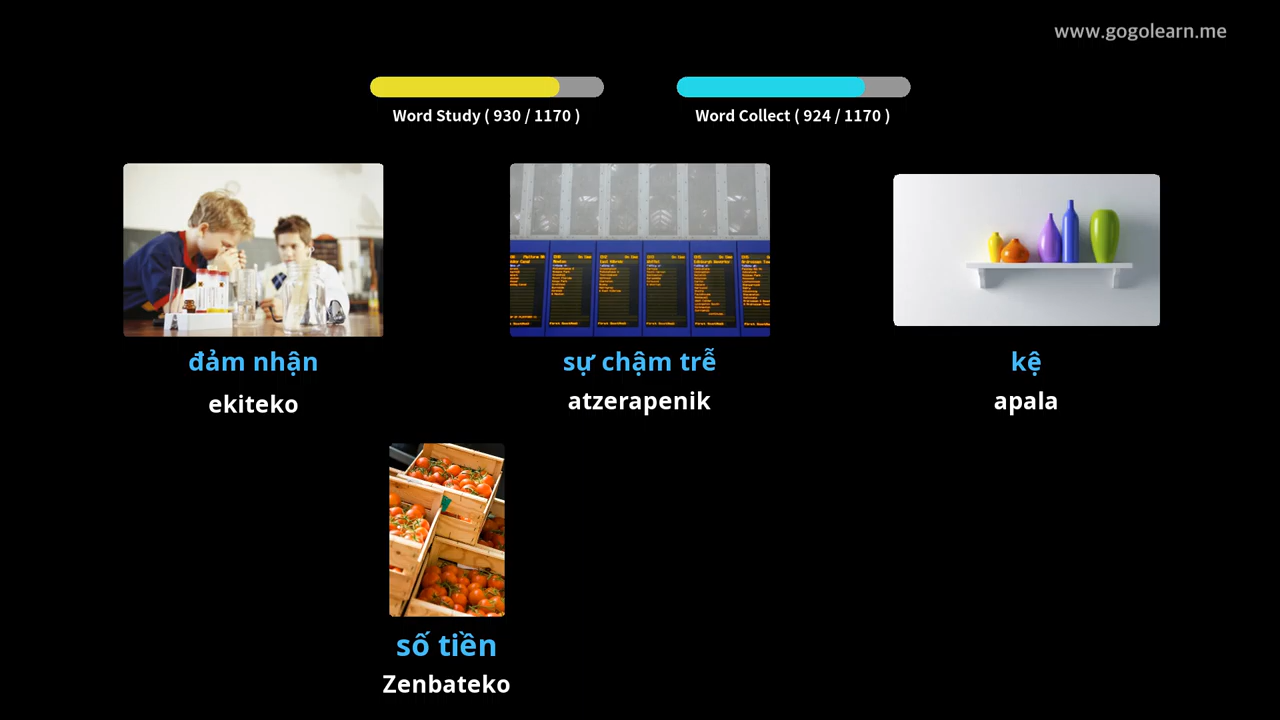 www.gogolearn.me
Word Study ( 930 / 1170 )
Word Collect ( 924 / 1170 )
đảm nhận
sự chậm trễ
kệ
ekiteko
atzerapenik
apala
số tiền
Zenbateko